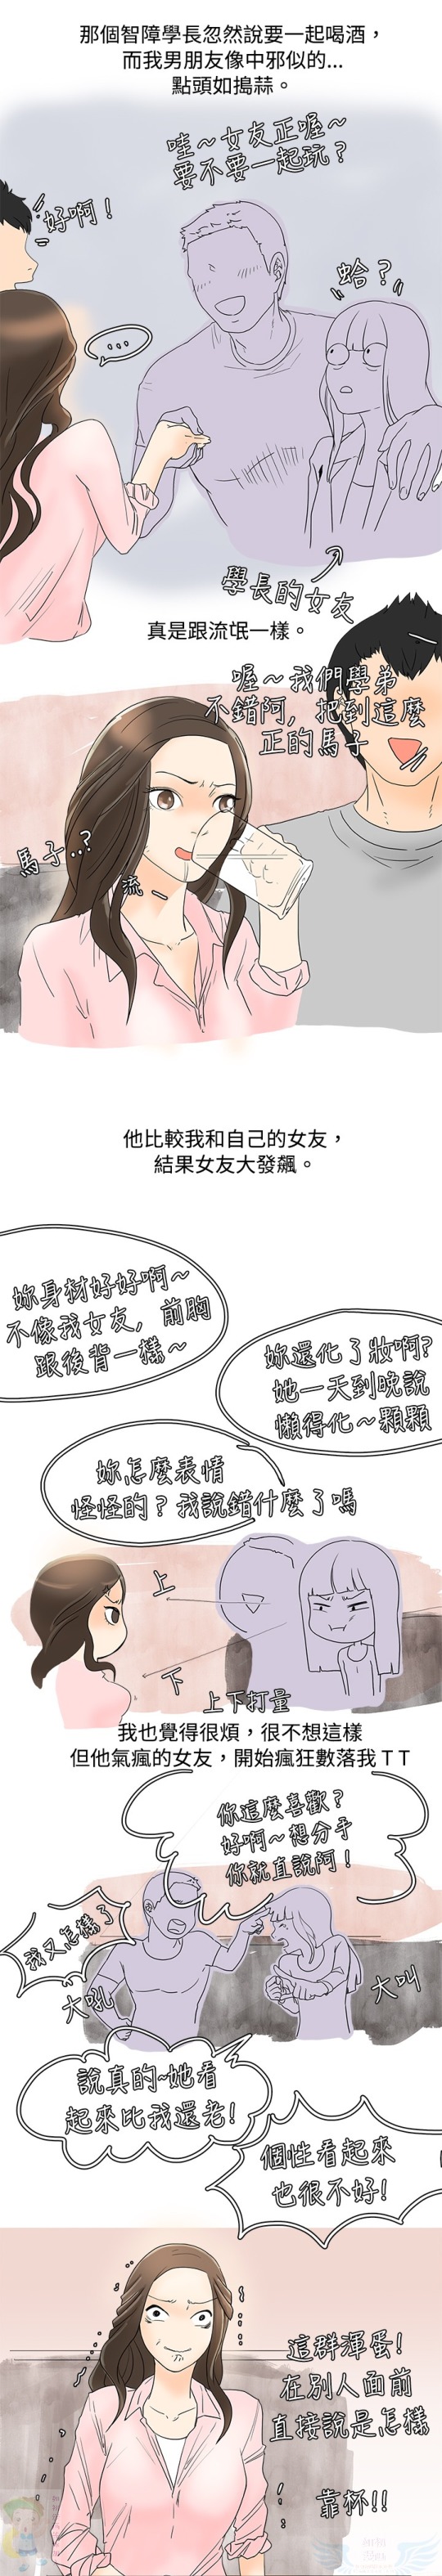 那個智障學長忽然說要一起喝酒，
而我男朋友像中邪似的...
點頭如搗蒜。
哇～女友正喔～
要不要一起玩？
好啊！
蛤？
...
學長的女友
真是跟流氓一樣。
喔～我們學弟
不錯阿，把到這麼
正的馬子
馬子..?
流
他比較我和自己的女友，
結果女友大發飆。
妳身材好好啊～
不像我女友，前胸
跟後背一樣～
妳還化了妝啊?
她一天到晚說
懶得化～顆顆
妳怎麼表情
怪怪的？我說錯什麼了嗎
上
下
上下打量
我也覺得很煩，很不想這樣
但他氣瘋的女友，開始瘋狂數落我ＴＴ
你這麼喜歡？
好啊～想分手
你就直說阿！
我又怎樣了
大吼
大叫
說真的~她看
起來比我還老!
個性看起來
也很不好!
這群渾蛋!
在別人面前
直接說是怎樣
靠杯!!